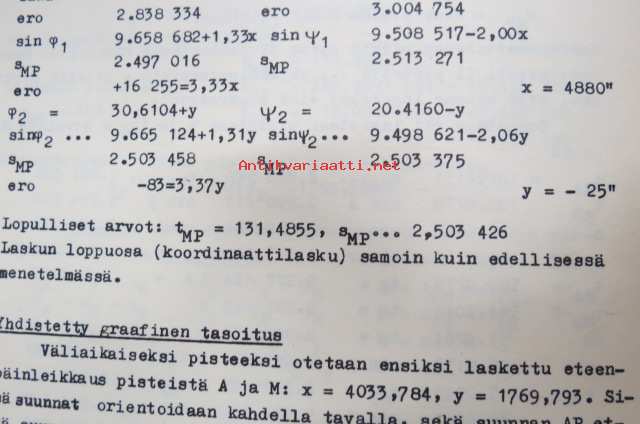 ero 2.838 334 ero 3.004 754
sin φ1 9.658 682+1,33x sin ψ1 9.508 517-2,00x
sMP 2.497 016 sMP 2.513 271
ero +16 255=3,33x x = 4880"
φ2 = 30,6104+y ψ2 = 20.4160-y
sinφ2 ... 9.665 124+1,31y sinψ2... 9.498 621-2,06y
sMP 2.503 458 sMP 2.503 375
Antikvariaatti.net
ero -83=3,37y y = - 25"
Lopulliset arvot: tMP = 131,4855, sMP... 2,503 426
Laskun loppuosa (koordinaattilasku) samoin kuin edellisessä
menetelmässä.
Yhdistetty graafinen tasoitus
Väliaikaiseksi pisteeksi otetaan ensiksi laskettu eteen-
päinleikkaus pisteistä A ja M: x = 4033,784, y = 1769,793. Si-
nä suunnat orientoidaan kahdella tavalla, sekä suunnan AP